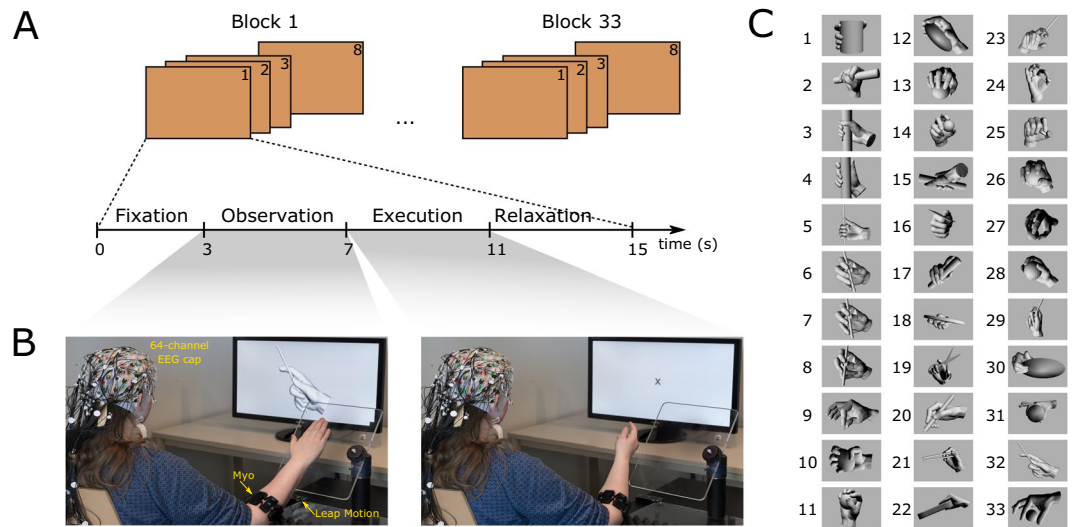 A
Block 1
Block 33
1 2 3 8
...
1 2 3 8
Fixation Observation Execution Relaxation
0 3 7 11 15 time (s)
B
64-channel
EEG cap
Myo
Leap Motion
x
C
1 12 23
2 13 24
3 14 25
4 15 26
5 16 27
6 17 28
7 18 29
8 19 30
9 20 31
10 21 32
11 22 33